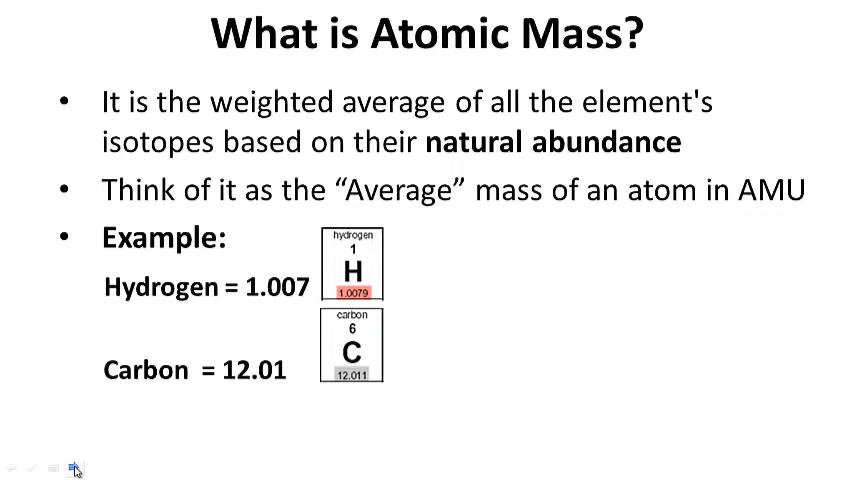 What is Atomic Mass?
• It is the weighted average of all the element's
isotopes based on their natural abundance
• Think of it as the “Average” mass of an atom in AMU
• Example:
Hydrogen = 1.007
hydrogen
1
H
1.0079
Carbon = 12.01
carbon
6
C
12.011